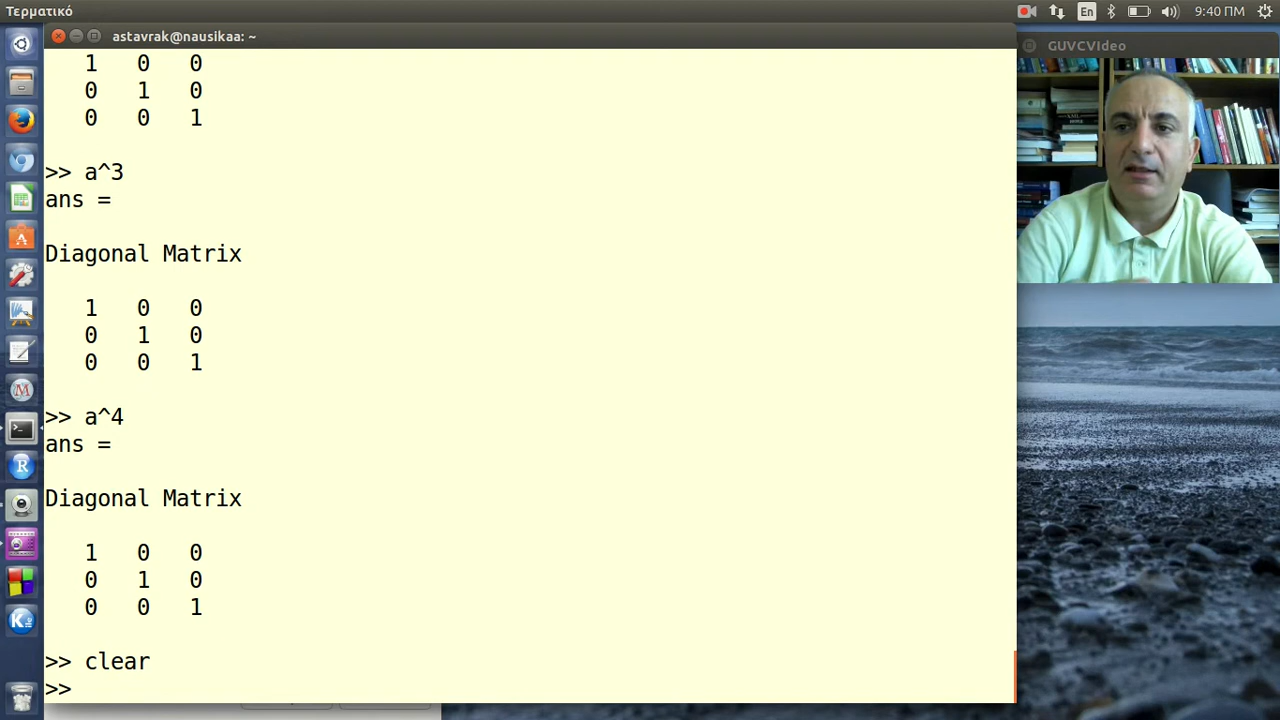 Τερματικό
En
9:40 ΠΜ
astavrak@nausikaa: ~
GUVCVIdeo
1 0 0
0 1 0
0 0 1
>> a^3
ans =
Diagonal Matrix
1 0 0
0 1 0
0 0 1
>> a^4
ans =
Diagonal Matrix
1 0 0
0 1 0
0 0 1
>> clear
>>